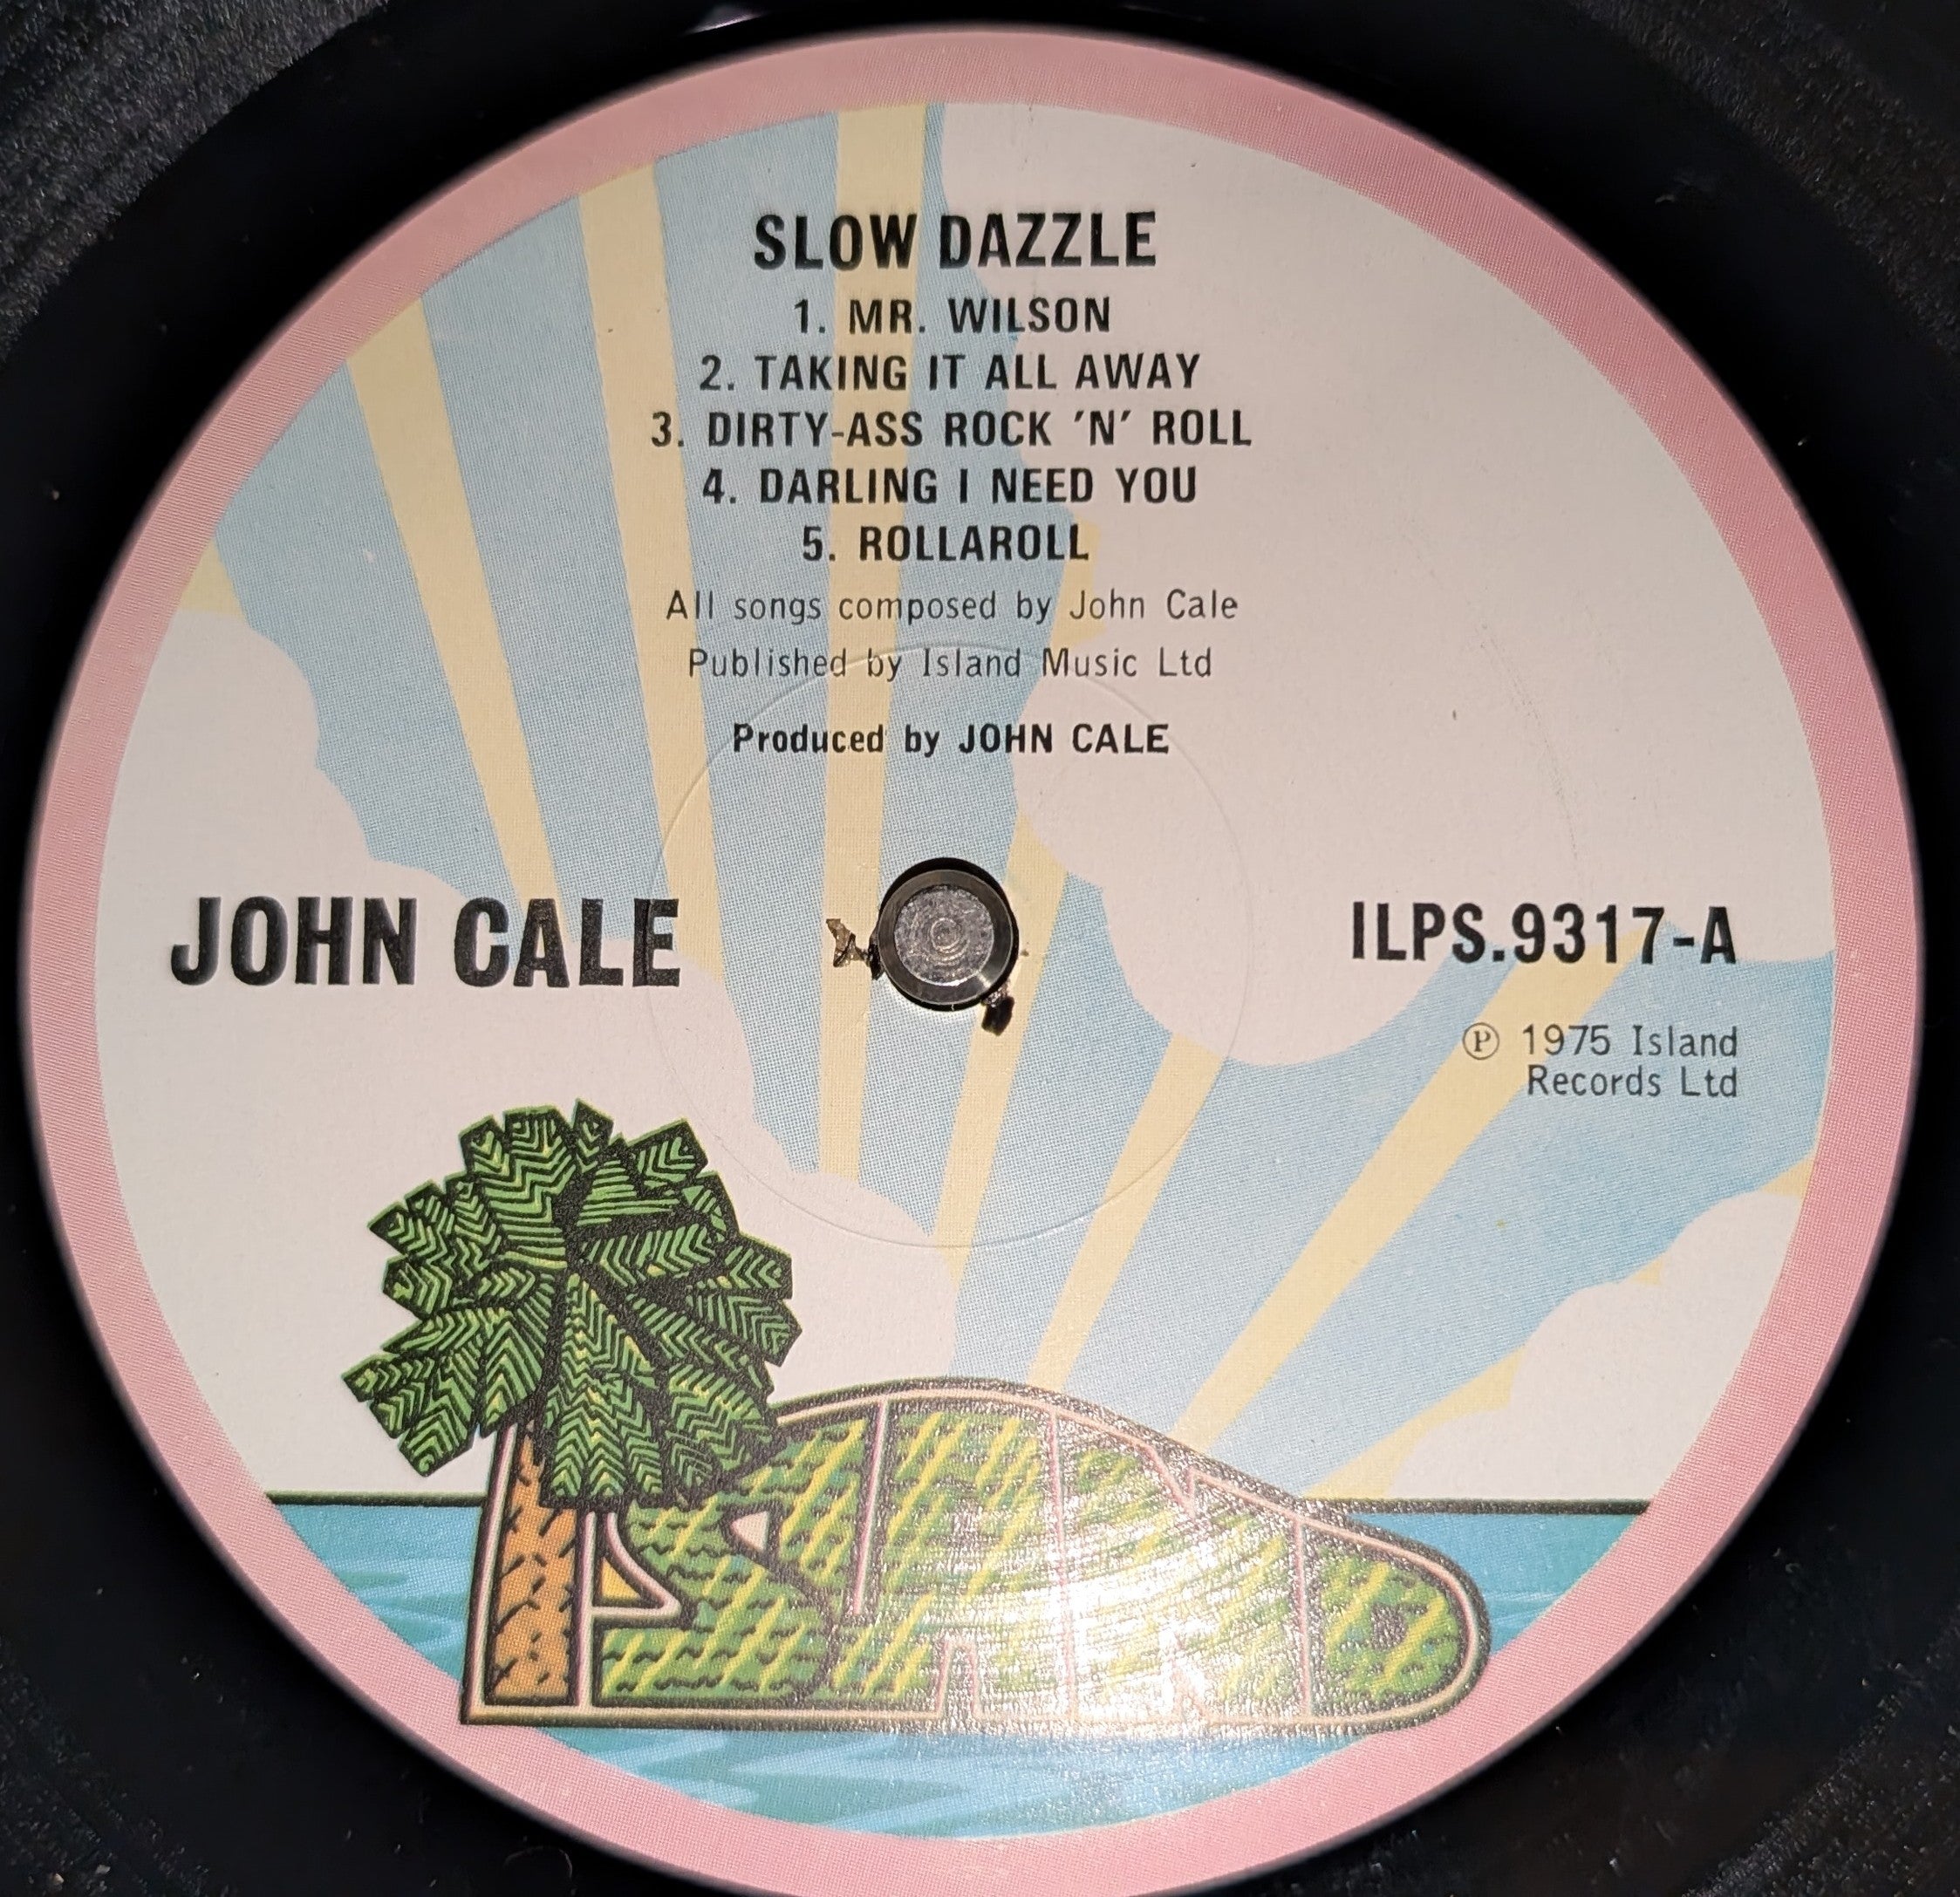 SLOW DAZZLE
1. MR. WILSON
2. TAKING IT ALL AWAY
3. DIRTY-ASS ROCK 'N' ROLL
4. DARLING I NEED YOU
5. ROLLAROLL
All songs composed by John Cale
Published by Island Music Ltd
Produced by JOHN CALE
JOHN CALE
ILPS.9317-A
Ⓟ 1975 Island
Records Ltd
ISLAND